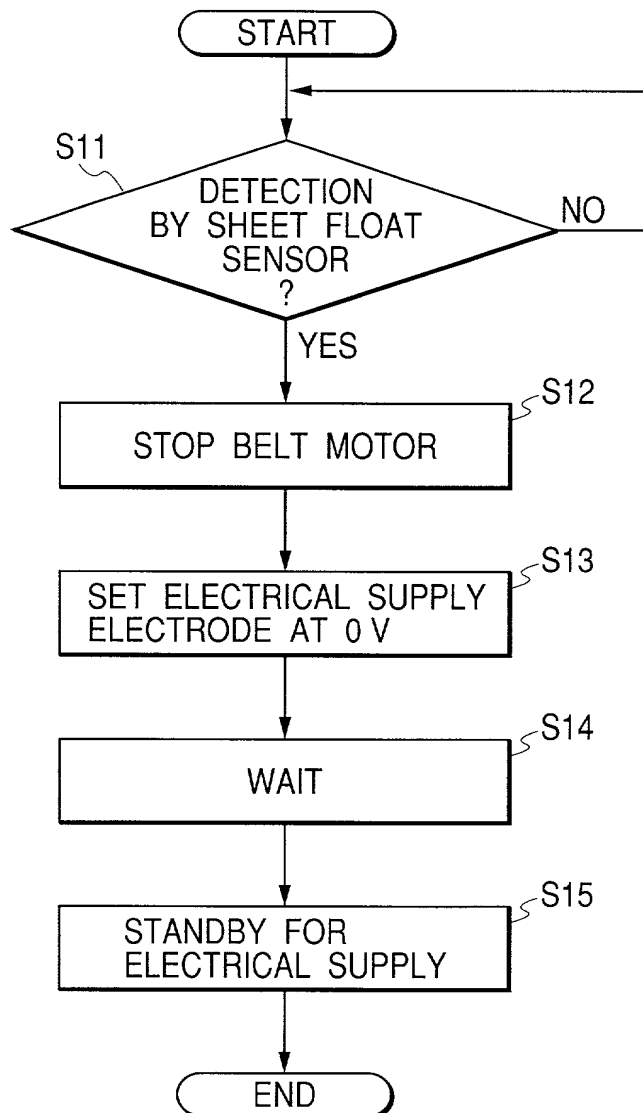 START
S11
DETECTION
BY SHEET FLOAT
SENSOR
?
NO
YES
S12
STOP BELT MOTOR
S13
SET ELECTRICAL SUPPLY
ELECTRODE AT 0 V
S14
WAIT
S15
STANDBY FOR
ELECTRICAL SUPPLY
END